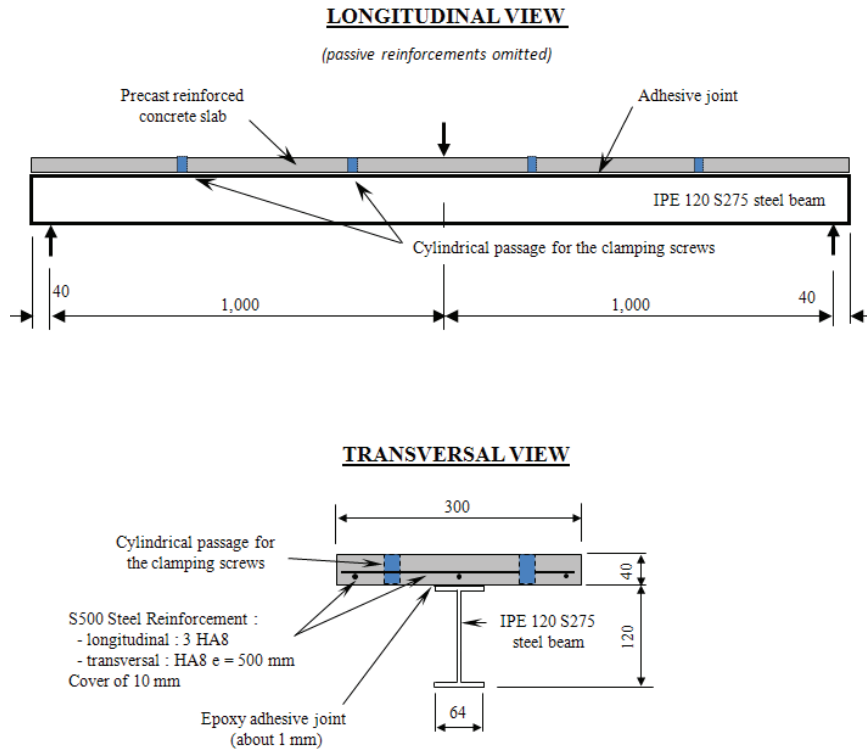 LONGITUDINAL VIEW
(passive reinforcements omitted)
Precast reinforced
concrete slab
Adhesive joint
IPE 120 S275 steel beam
Cylindrical passage for the clamping screws
40
1,000
1,000
40
TRANSVERSAL VIEW
300
Cylindrical passage for
the clamping screws
40
S500 Steel Reinforcement :
- longitudinal : 3 HA8
- transversal : HA8 e = 500 mm
Cover of 10 mm
IPE 120 S275
steel beam
120
Epoxy adhesive joint
(about 1 mm)
64